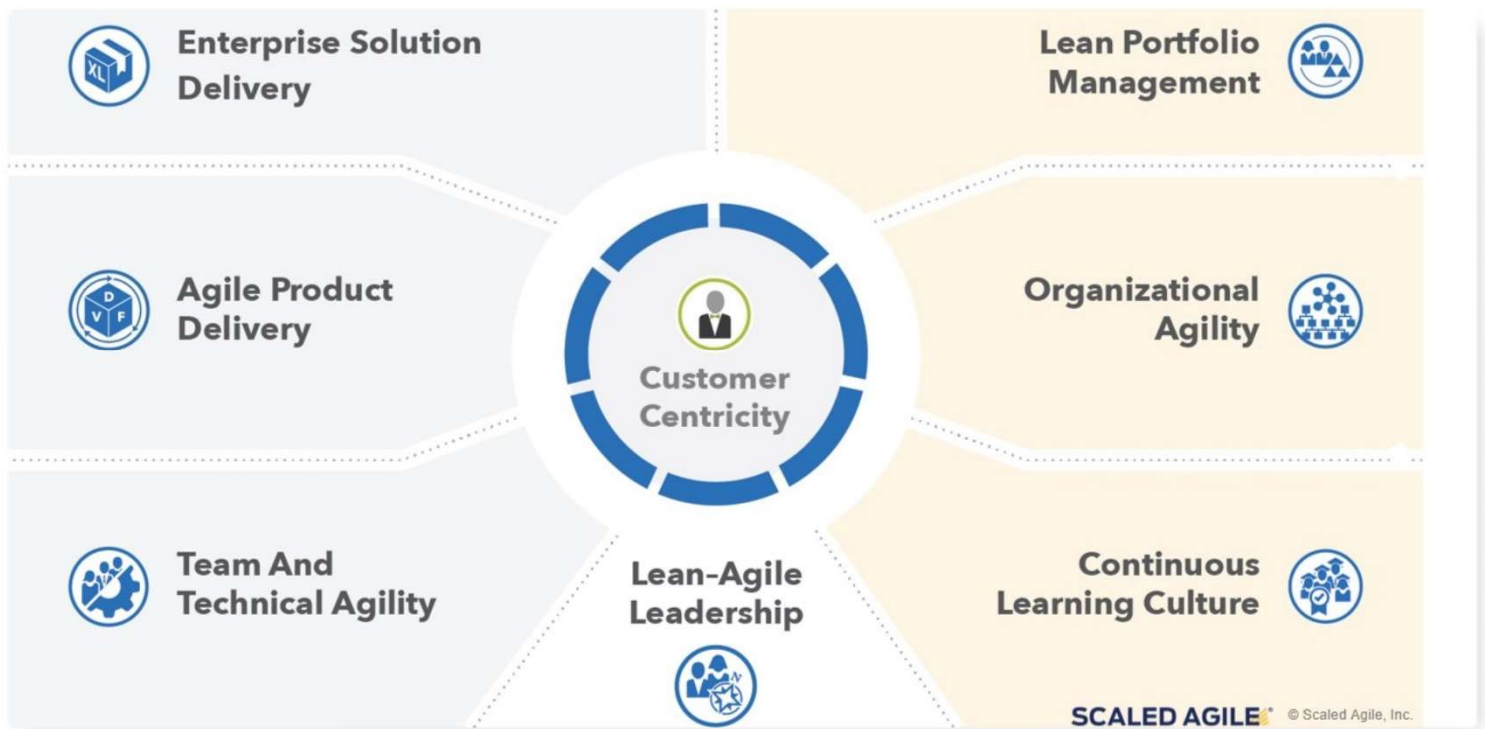 Enterprise Solution
Delivery
Lean Portfolio
Management
XL
Agile Product
Delivery
D
V F
Organizational
Agility
Customer
Centricity
Team And
Technical Agility
Lean-Agile
Leadership
N
Continuous
Learning Culture
SCALED AGILE® © Scaled Agile, Inc.